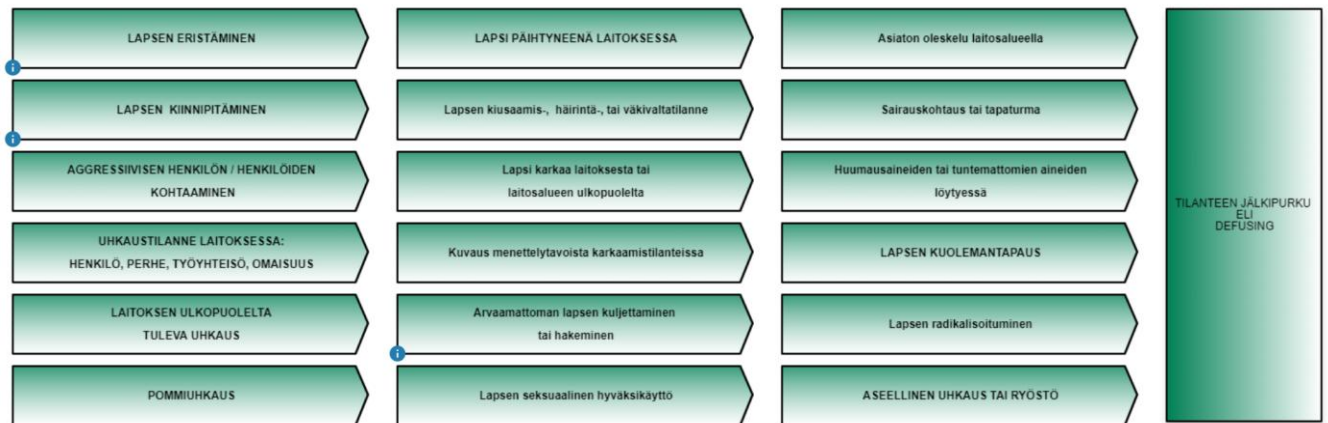 LAPSEN ERISTÄMINEN
LAPSEN KIINNIPITÄMINEN
AGGRESSIIVISEN HENKILÖN / HENKILÖIDEN
KOHTAAMINEN
UHKAUSTILANNE LAITOKSESSA:
HENKILÖ, PERHE, TYÖYHTEISÖ, OMAISUUS
LAITOKSEN ULKOPUOLELTA
TULEVA UHKAUS
POMMIUHKAUS
LAPSI PÄIHTYNEENÄ LAITOKSESSA
Lapsen kiusaamis-, häirintä-, tai väkivaltatilanne
Lapsi karkaa laitoksesta tai
laitosalueen ulkopuolelta
Kuvaus menettelytavoista karkaamistilanteissa
Arvaamattoman lapsen kuljettaminen
tai hakeminen
Lapsen seksuaalinen hyväksikäyttö
Asiaton oleskelu laitosalueella
Sairauskohtaus tai tapaturma
Huumausaineiden tai tuntemattomien aineiden
löytyessä
LAPSEN KUOLEMANTAPAUS
Lapsen radikalisoituminen
ASEELLINEN UHKAUS TAI RYÖSTÖ
TILANTEEN JÄLKIPURKU
ELI
DEFUSING